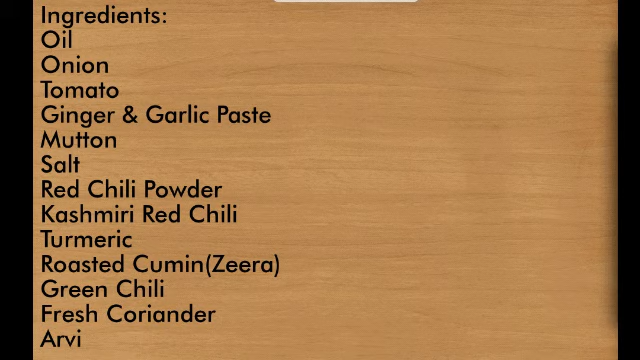 Ingredients:
Oil
Onion
Tomato
Ginger & Garlic Paste
Mutton
Salt
Red Chili Powder
Kashmiri Red Chili
Turmeric
Roasted Cumin(Zeera)
Green Chili
Fresh Coriander
Arvi